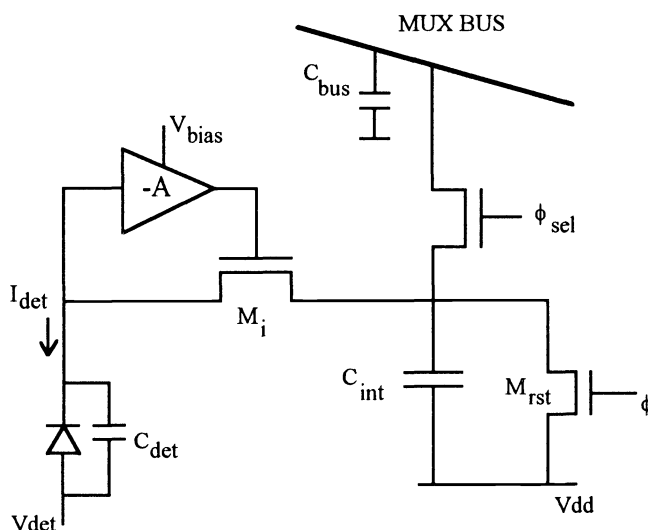 MUX BUS
C_bus
V_bias
-A
ϕ_sel
I_det
M_i
C_int
M_rst
ϕ
C_det
Vdet
Vdd